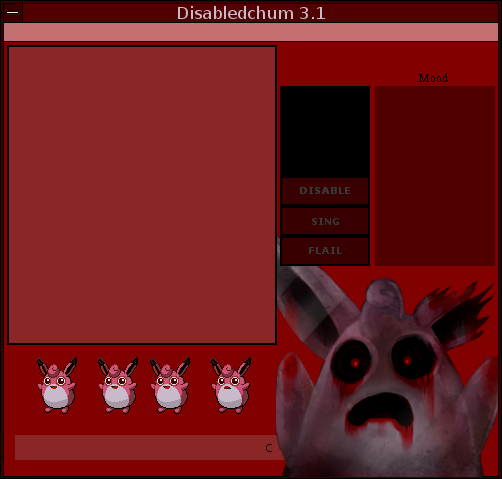 Disabledchum 3.1
Mood
DISABLE
SING
FLAIL
C